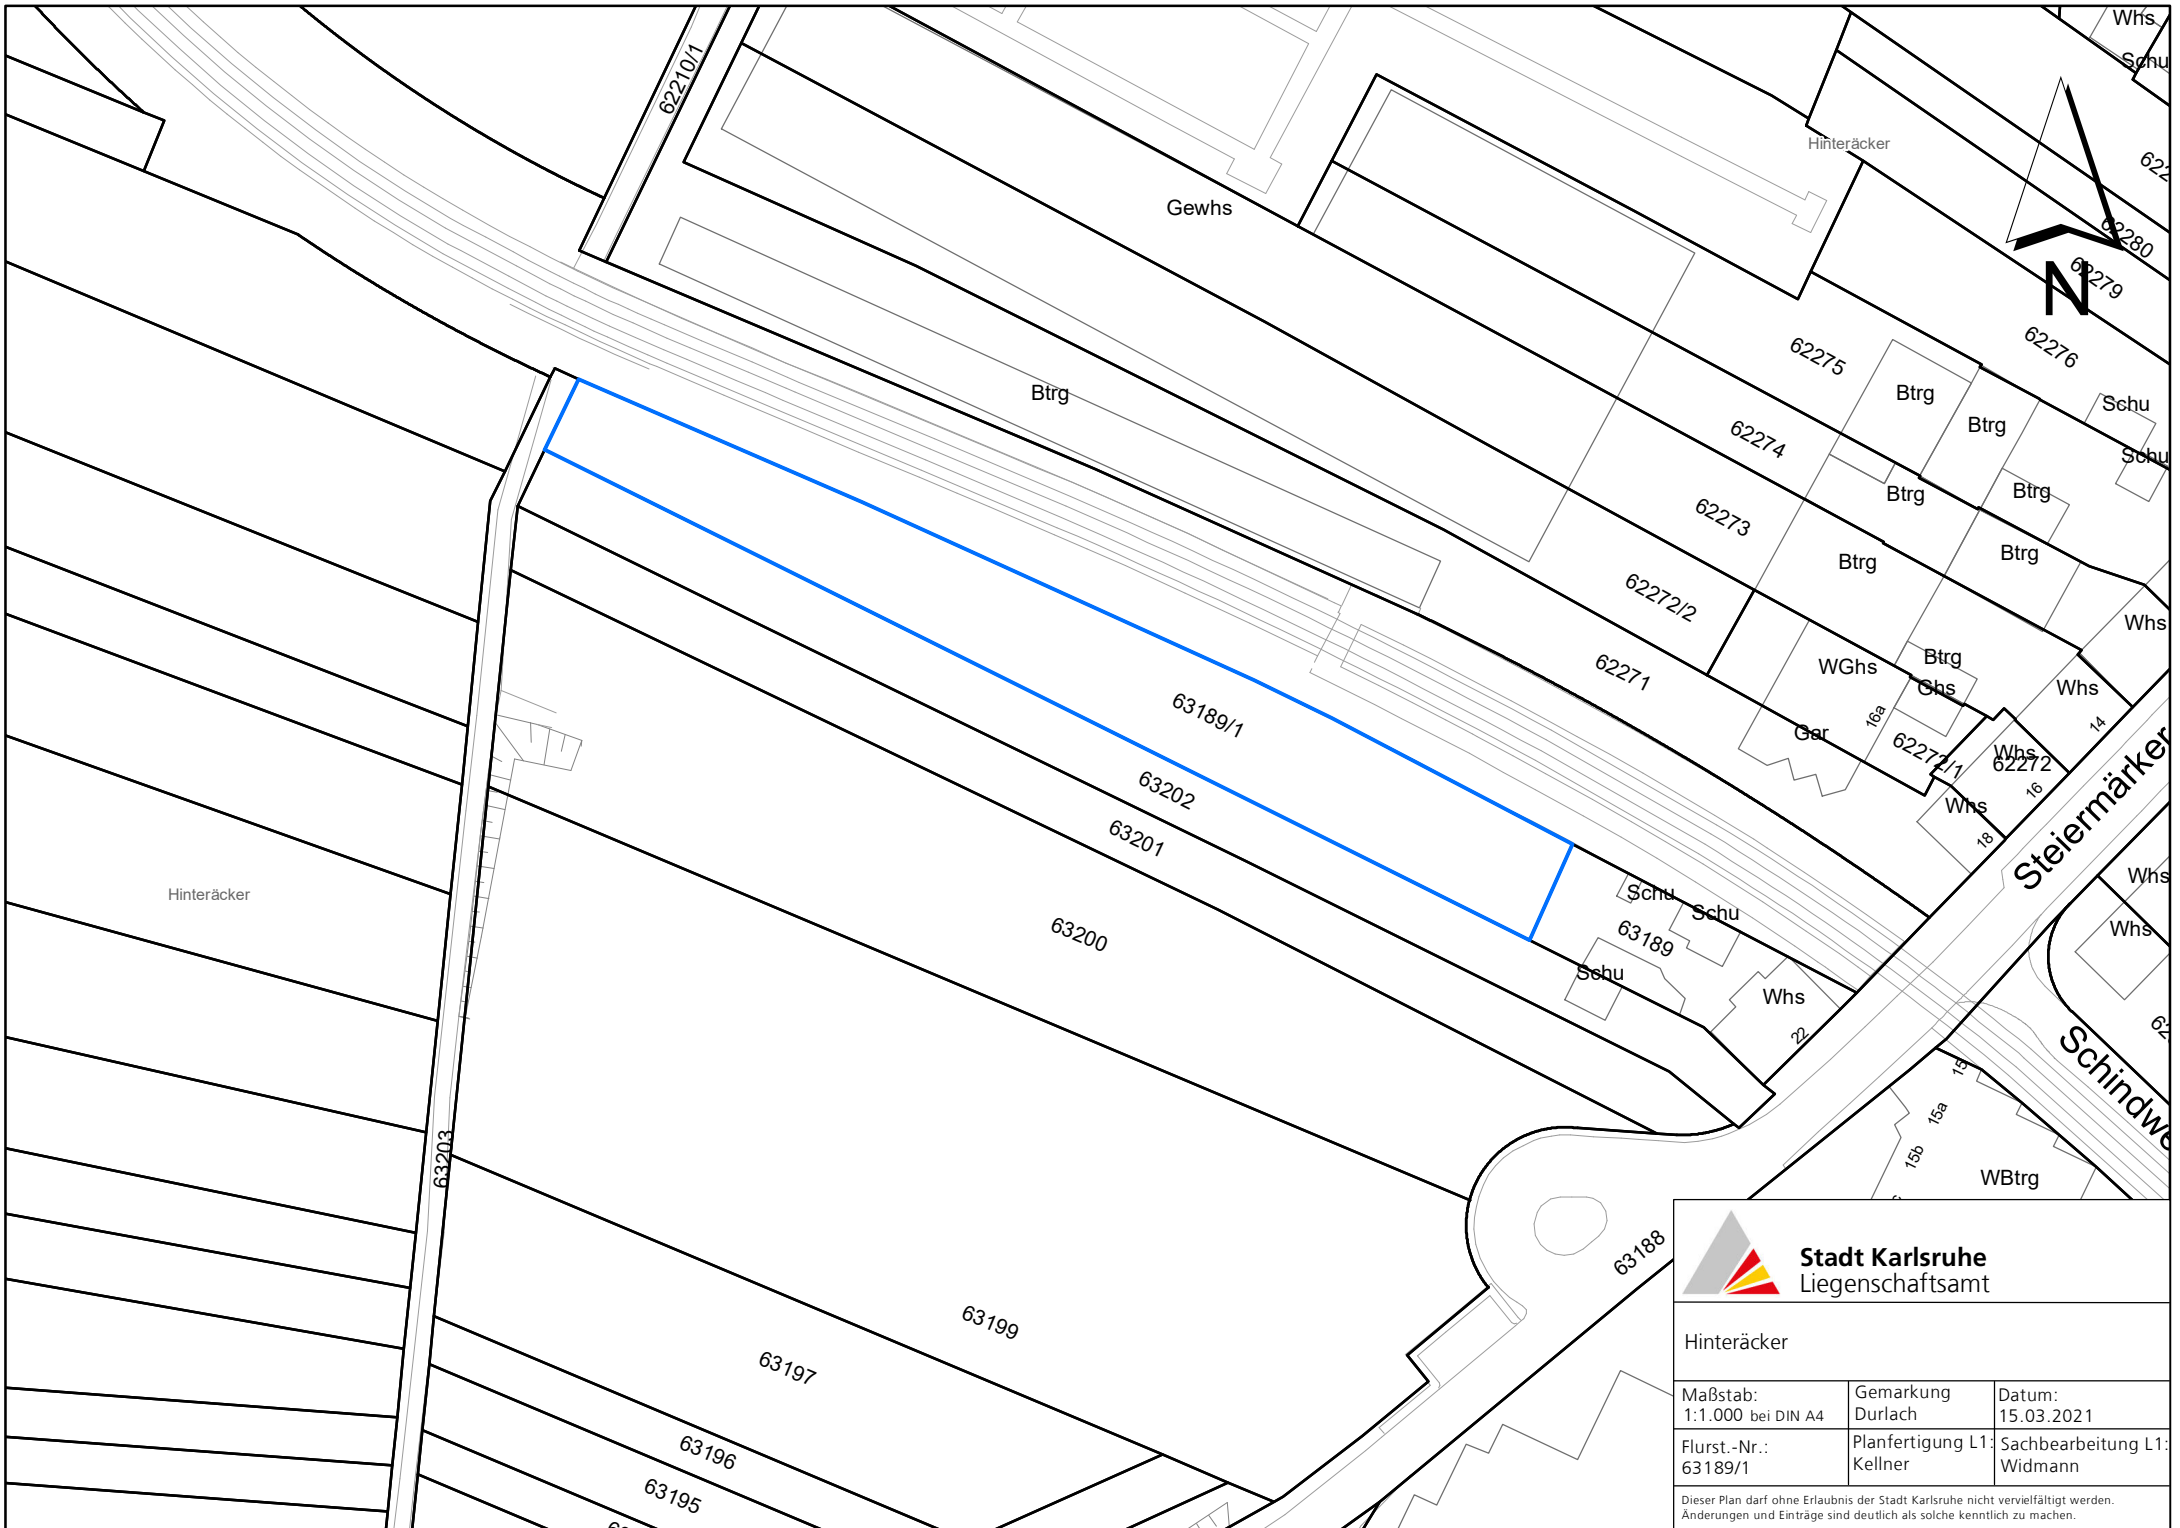 Whs
Schu
62210/1
Hinteräcker
Gewhs
62280
62279
N
62276
62275
Btrg
Btrg
Schu
Btrg
62274
Schu
Btrg
Btrg
62273
Btrg
Btrg
62272/2
Whs
WGhs
Btrg
62271
Ghs
Whs
63189/1
16a
14
Gar
62272/1
Whs
62272
63202
Whs
16
18
63201
Steiermärker
Whs
Hinteräcker
Schu
Schu
63200
63189
Whs
Schu
Whs
22
15
15a
63203
15b
WBtrg
63188
63199
63197
63196
63195
Stadt Karlsruhe
Liegenschaftsamt
Hinteräcker
Maßstab:
1:1.000 bei DIN A4
Gemarkung
Durlach
Datum:
15.03.2021
Flurst.-Nr.:
63189/1
Planfertigung L1:
Kellner
Sachbearbeitung L1:
Widmann
Dieser Plan darf ohne Erlaubnis der Stadt Karlsruhe nicht vervielfältigt werden.
Änderungen und Einträge sind deutlich als solche kenntlich zu machen.